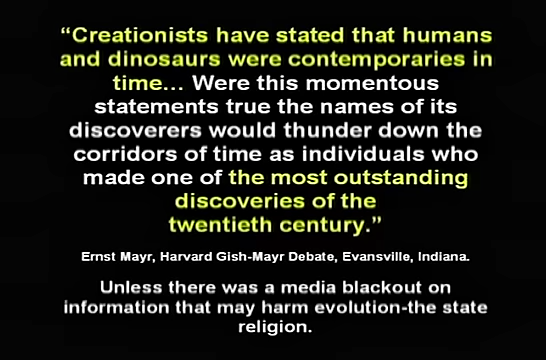 “Creationists have stated that humans
and dinosaurs were contemporaries in
time... Were this momentous
statements true the names of its
discoverers would thunder down the
corridors of time as individuals who
made one of the most outstanding
discoveries of the
twentieth century.”
Ernst Mayr, Harvard Gish-Mayr Debate, Evansville, Indiana.
Unless there was a media blackout on
information that may harm evolution-the state
religion.